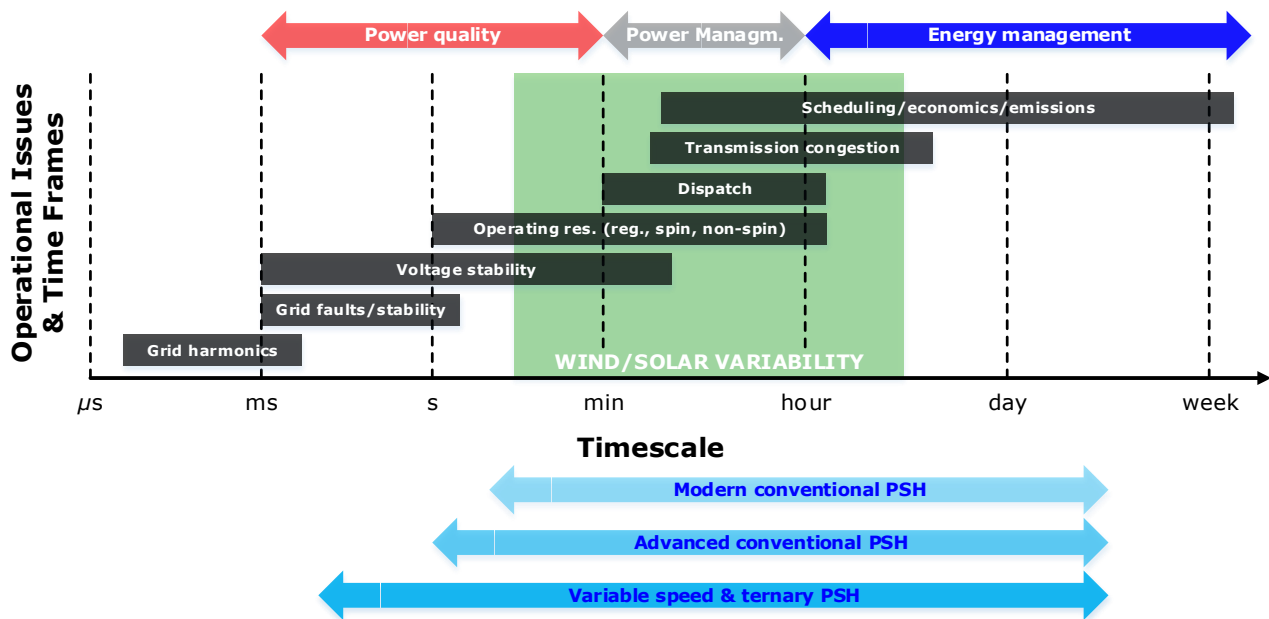 Power quality
Power Managm.
Energy management
Operational Issues
& Time Frames
Scheduling/economics/emissions
Transmission congestion
Dispatch
Operating res. (reg., spin, non-spin)
Voltage stability
Grid faults/stability
Grid harmonics
WIND/SOLAR VARIABILITY
µs
ms
s
min
hour
day
week
Timescale
Modern conventional PSH
Advanced conventional PSH
Variable speed & ternary PSH